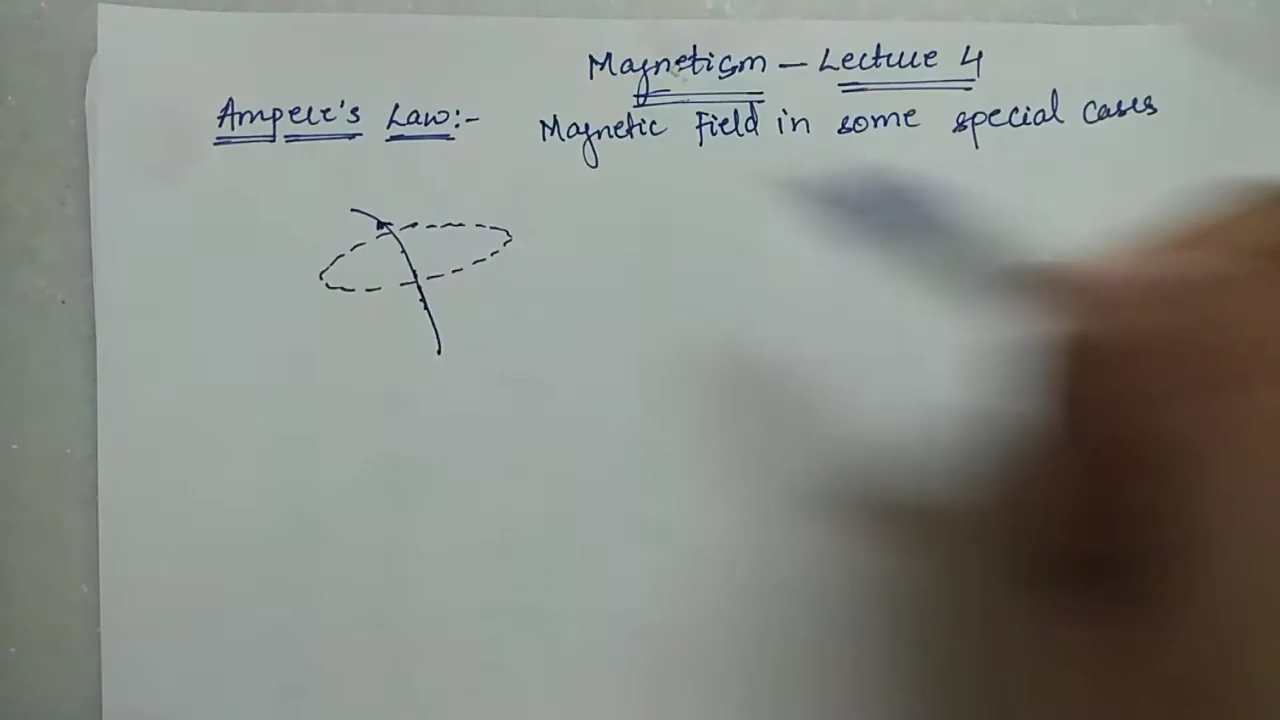 Magnetism - Lecture 4
Ampere's Law:- Magnetic Field in some special cases